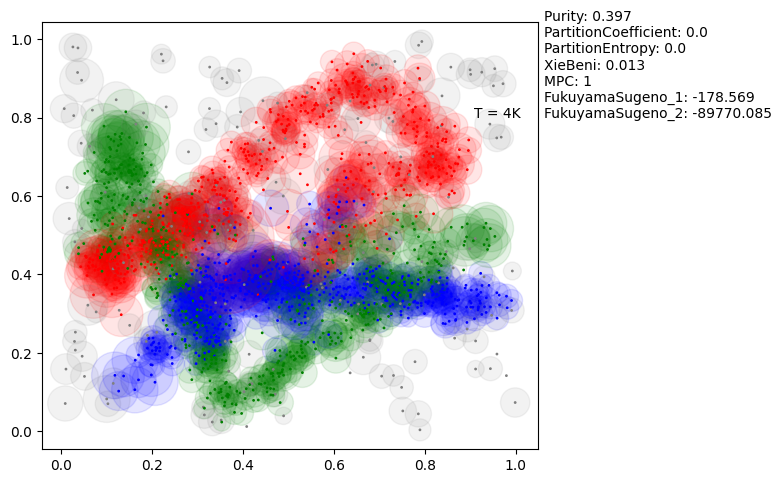 Purity: 0.397
PartitionCoefficient: 0.0
PartitionEntropy: 0.0
XieBeni: 0.013
MPC: 1
FukuyamaSugeno_1: -178.569
FukuyamaSugeno_2: -89770.085
T = 4K
1.0
0.8
0.6
0.4
0.2
0.0
0.0 0.2 0.4 0.6 0.8 1.0